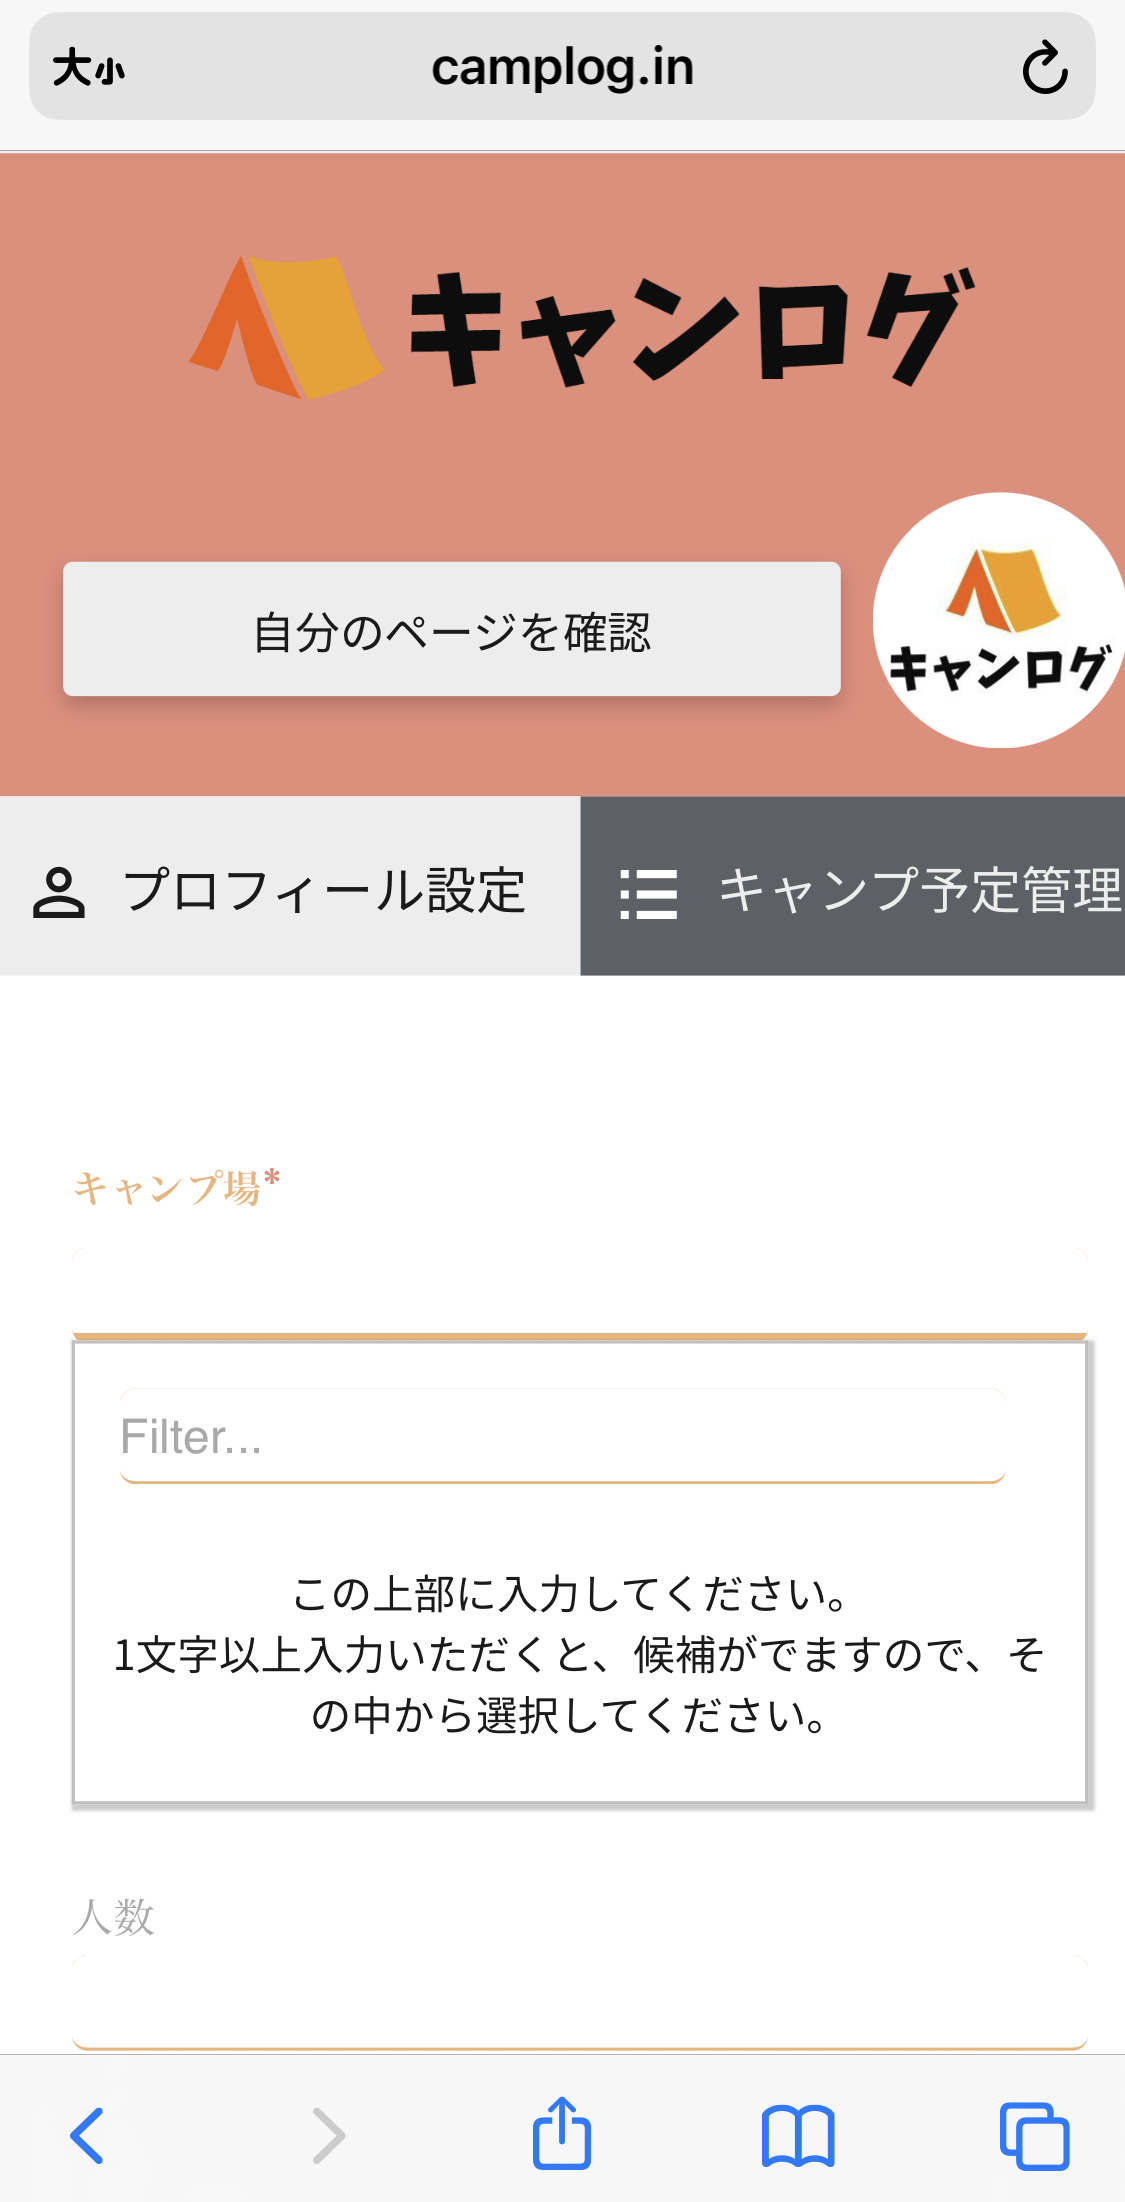 大小
camplog.in
キャンログ
自分のページを確認
キャンログ
プロフィール設定
キャンプ予定管理
キャンプ場*
Filter...
この上部に入力してください。
1文字以上入力いただくと、候補がでますので、そ
の中から選択してください。
人数